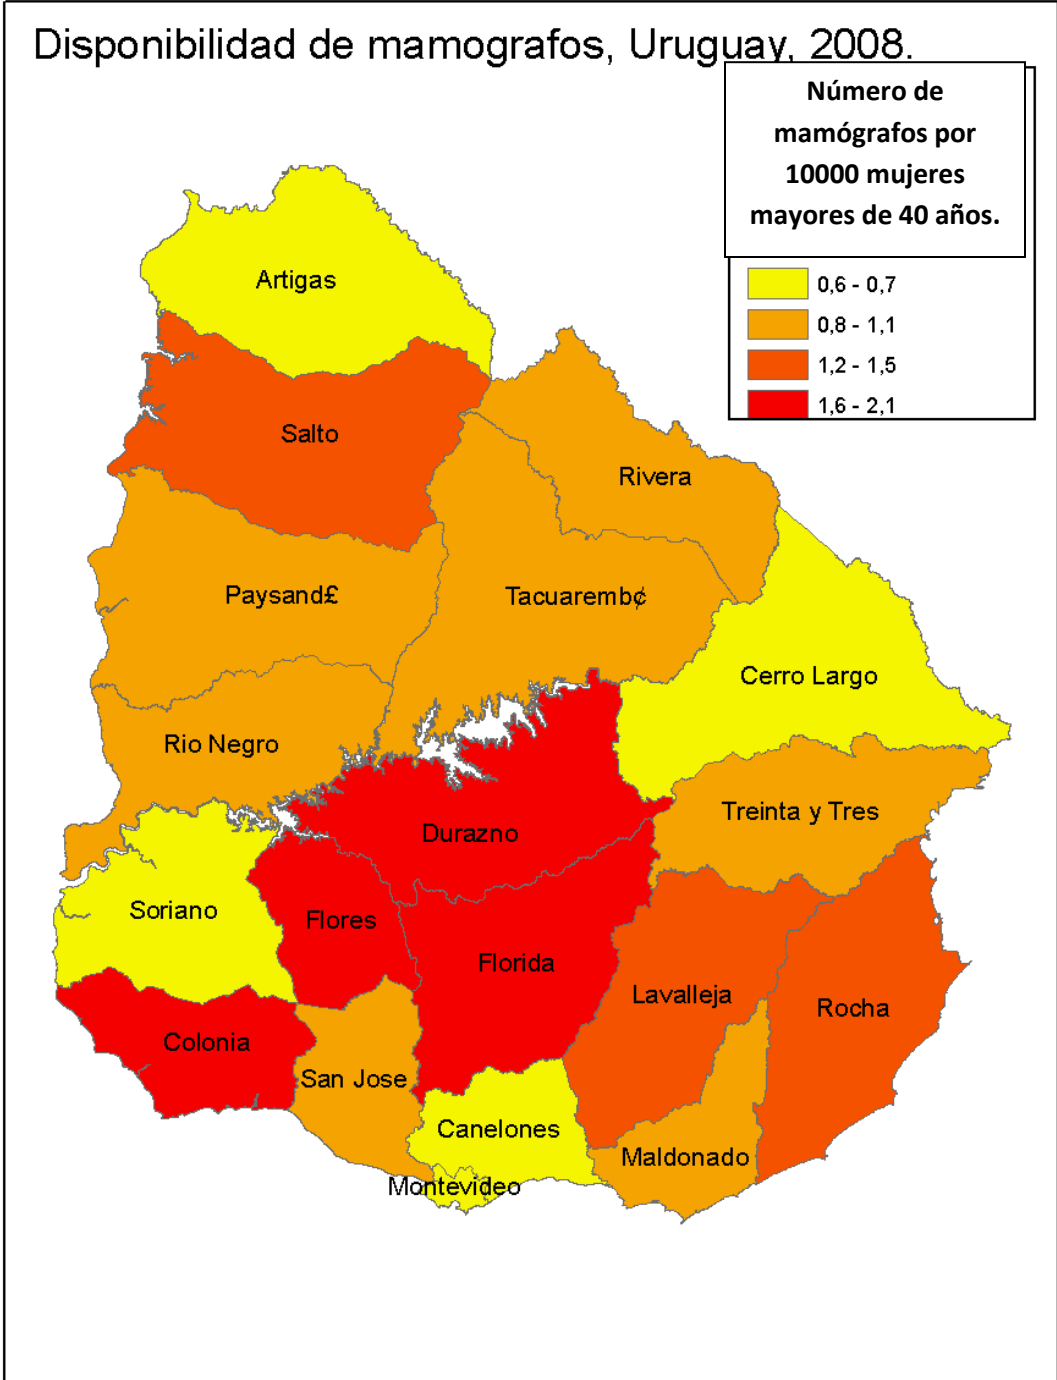 Disponibilidad de mamografos, Uruguay, 2008.
Número de
mamógrafos por
10000 mujeres
mayores de 40 años.
0,6 - 0,7
0,8 - 1,1
1,2 - 1,5
1,6 - 2,1
Artigas
Salto
Rivera
Paysand£
Tacuaremb¢
Cerro Largo
Rio Negro
Treinta y Tres
Durazno
Soriano
Flores
Florida
Lavalleja
Rocha
Colonia
San Jose
Canelones
Maldonado
Montevideo